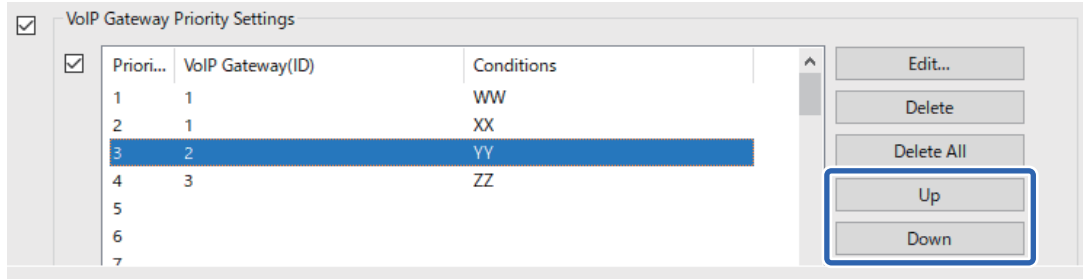 VoIP Gateway Priority Settings
Priori... VoIP Gateway(ID) Conditions
1 1 WW
2 1 XX
3 2 YY
4 3 ZZ
5
6
7
Edit...
Delete
Delete All
Up
Down